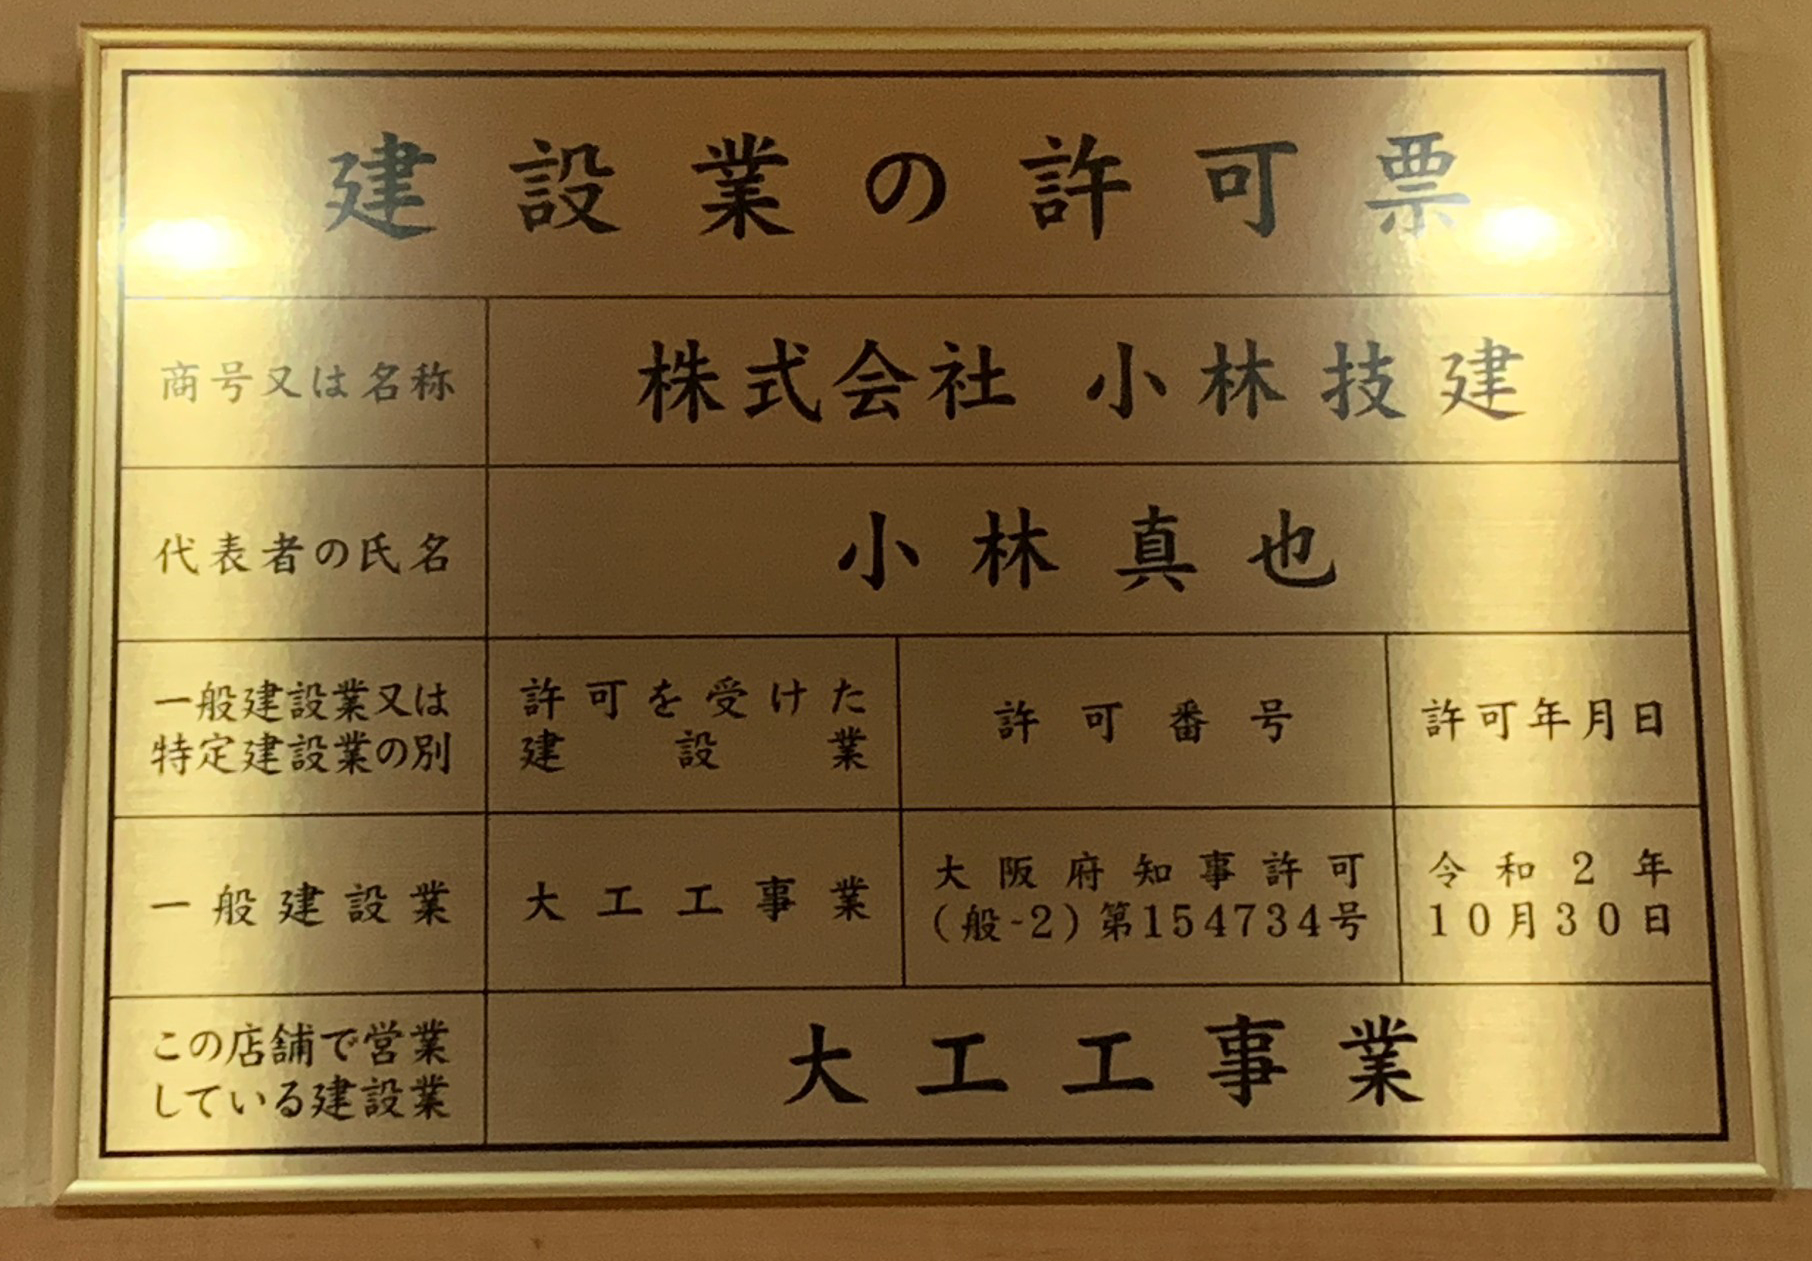 建設業の許可票
商号又は名称
株式会社 小林技建
代表者の氏名
小林真也
一般建設業又は
特定建設業の別
許可を受けた
建設業
許可番号
許可年月日
一般建設業
大工工事業
大阪府知事許可
(般-2)第154734号
令和2年
10月30日
この店舗で営業
している建設業
大工工事業